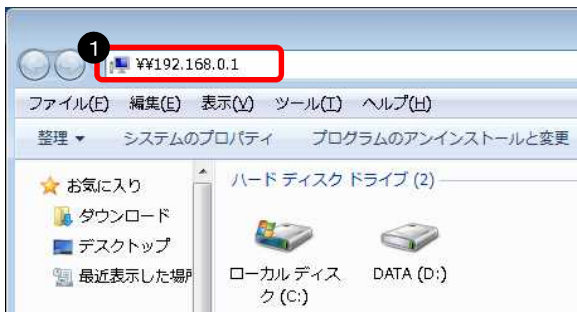 1
¥¥192.168.0.1
ファイル(F) 編集(E) 表示(V) ツール(T) ヘルプ(H)
整理 ▼ システムのプロパティ プログラムのアンインストールと変更
お気に入り
ハード ディスク ドライブ (2)
ダウンロード
デスクトップ
最近表示した場所
ローカル ディス
ク (C:)
DATA (D:)